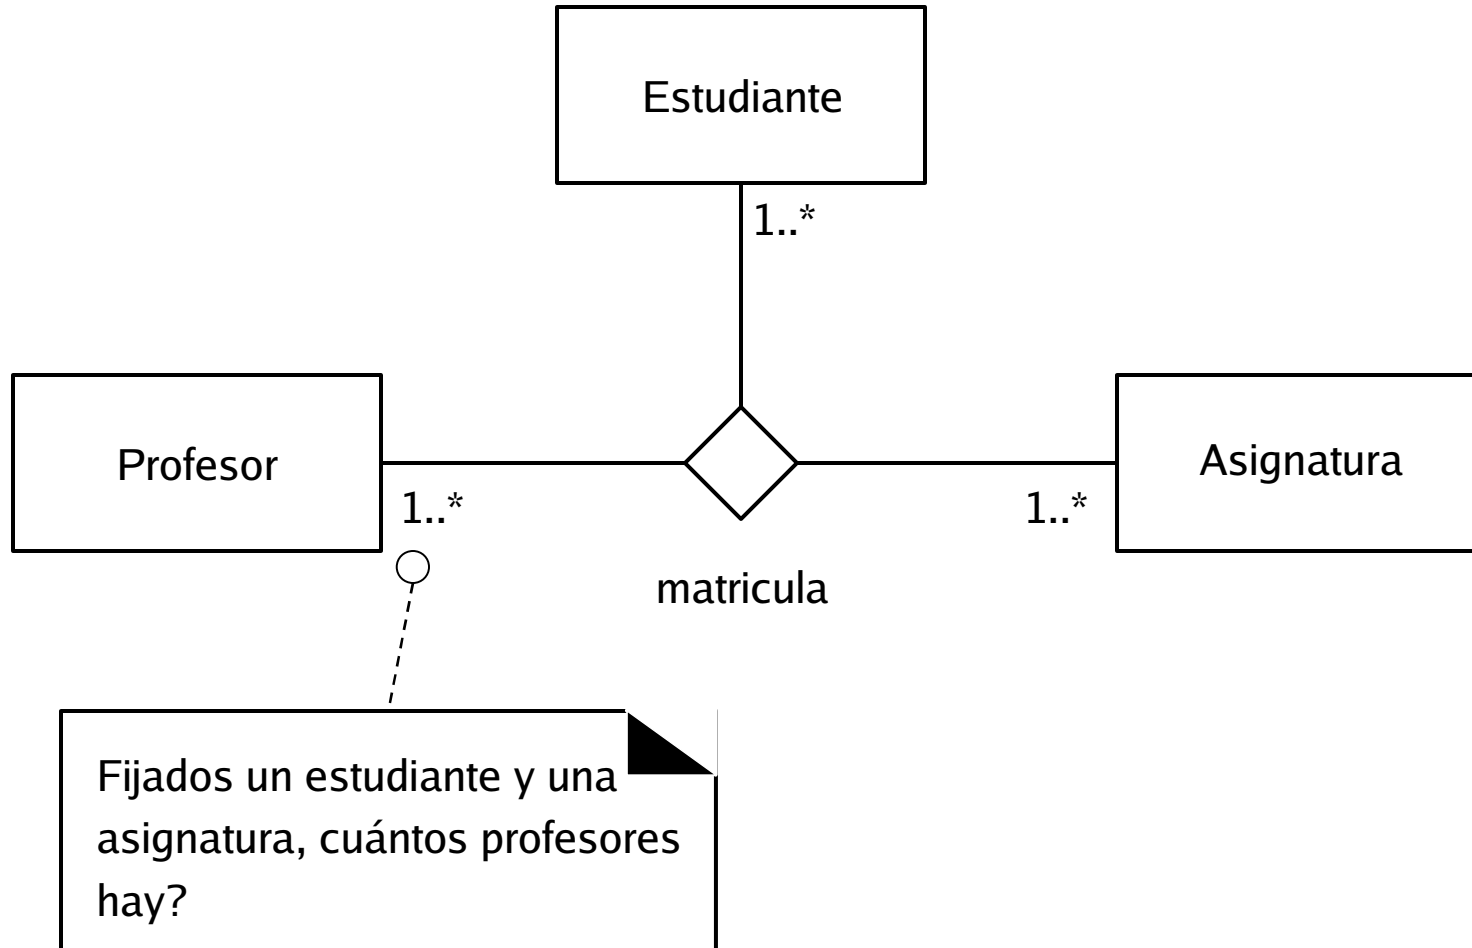 Estudiante
1..*
Profesor
Asignatura
1..*
1..*
matricula
Fijados un estudiante y una
asignatura, cuántos profesores
hay?